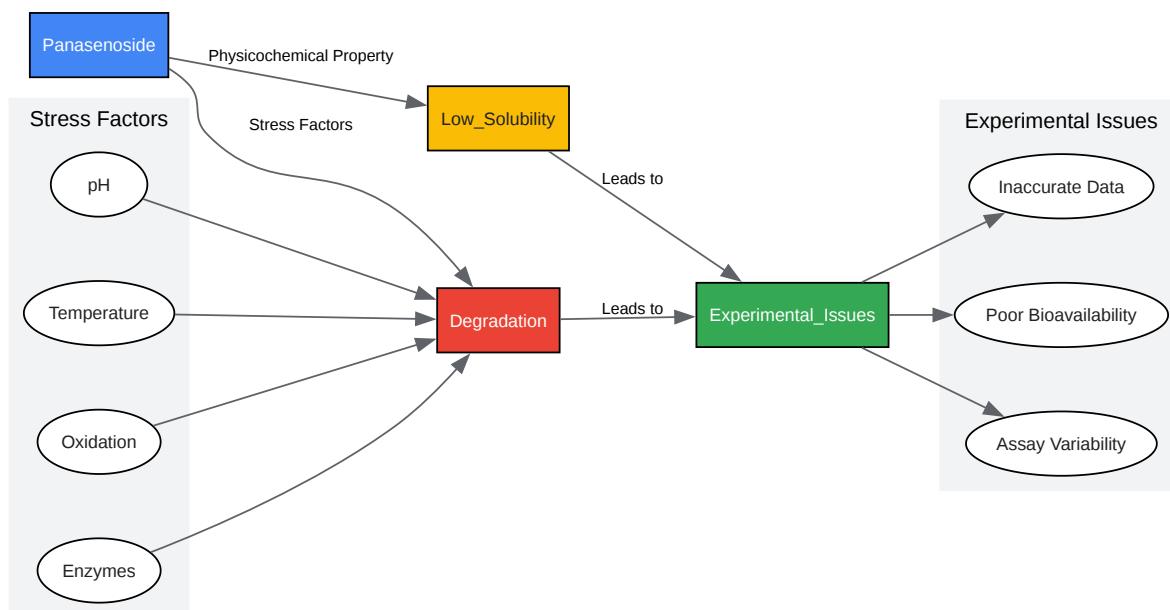 Panasenoside
Physicochemical Property
Stress Factors
Low_Solubility
Leads to
Stress Factors
pH
Temperature
Oxidation
Enzymes
Degradation
Leads to
Experimental_Issues
Experimental Issues
Inaccurate Data
Poor Bioavailability
Assay Variability